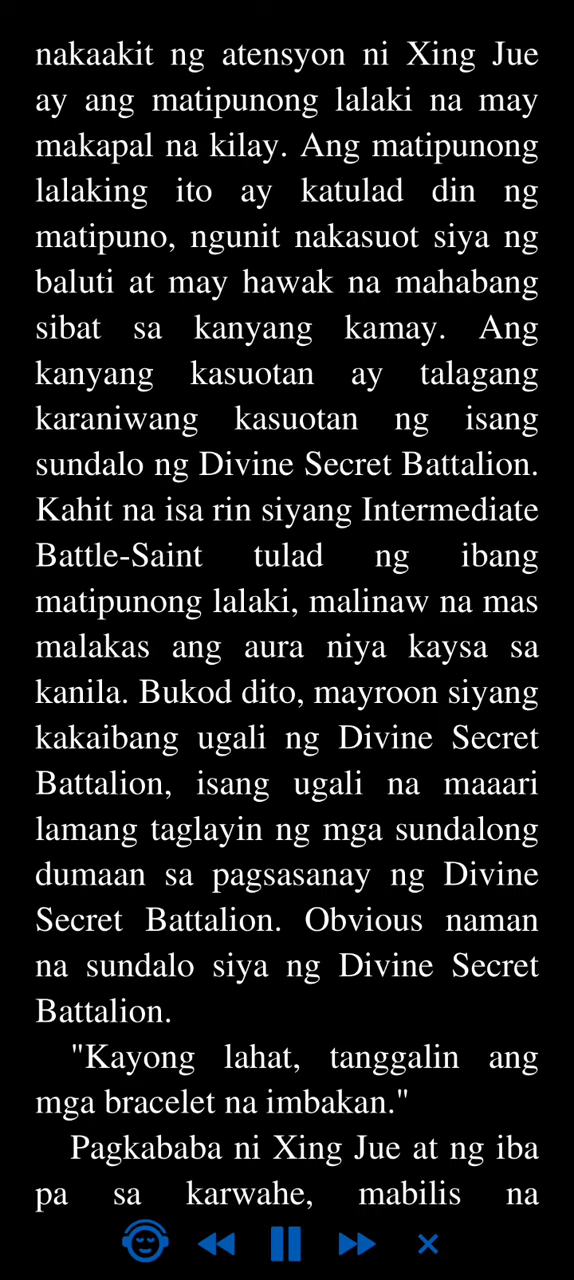 nakaakit ng atensyon ni Xing Jue
ay ang matipunong lalaki na may
makapal na kilay. Ang matipunong
lalaking ito ay katulad din ng
matipuno, ngunit nakasuot siya ng
baluti at may hawak na mahabang
sibat sa kanyang kamay. Ang
kanyang kasuotan ay talagang
karaniwang kasuotan ng isang
sundalo ng Divine Secret Battalion.
Kahit na isa rin siyang Intermediate
Battle-Saint tulad ng ibang
matipunong lalaki, malinaw na mas
malakas ang aura niya kaysa sa
kanila. Bukod dito, mayroon siyang
kakaibang ugali ng Divine Secret
Battalion, isang ugali na maaari
lamang taglayin ng mga sundalong
dumaan sa pagsasanay ng Divine
Secret Battalion. Obvious naman
na sundalo siya ng Divine Secret
Battalion.
"Kayong lahat, tanggalin ang
mga bracelet na imbakan."
Pagkababa ni Xing Jue at ng iba
pa sa karwahe, mabilis na